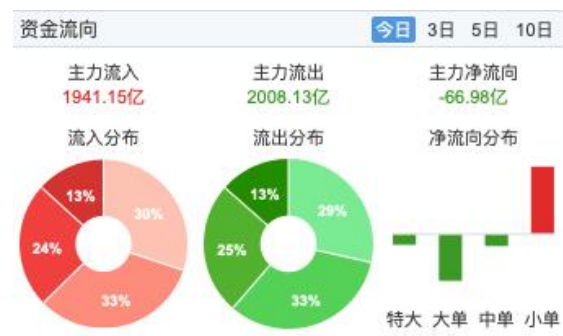 资金流向 今日 3日 5日 10日
主力流入 主力流出 主力净流向
1941.15亿 2008.13亿 -66.98亿
流入分布 流出分布 净流向分布
13% 30% 13% 29%
24% 25%
33% 33%
特大 大单 中单 小单